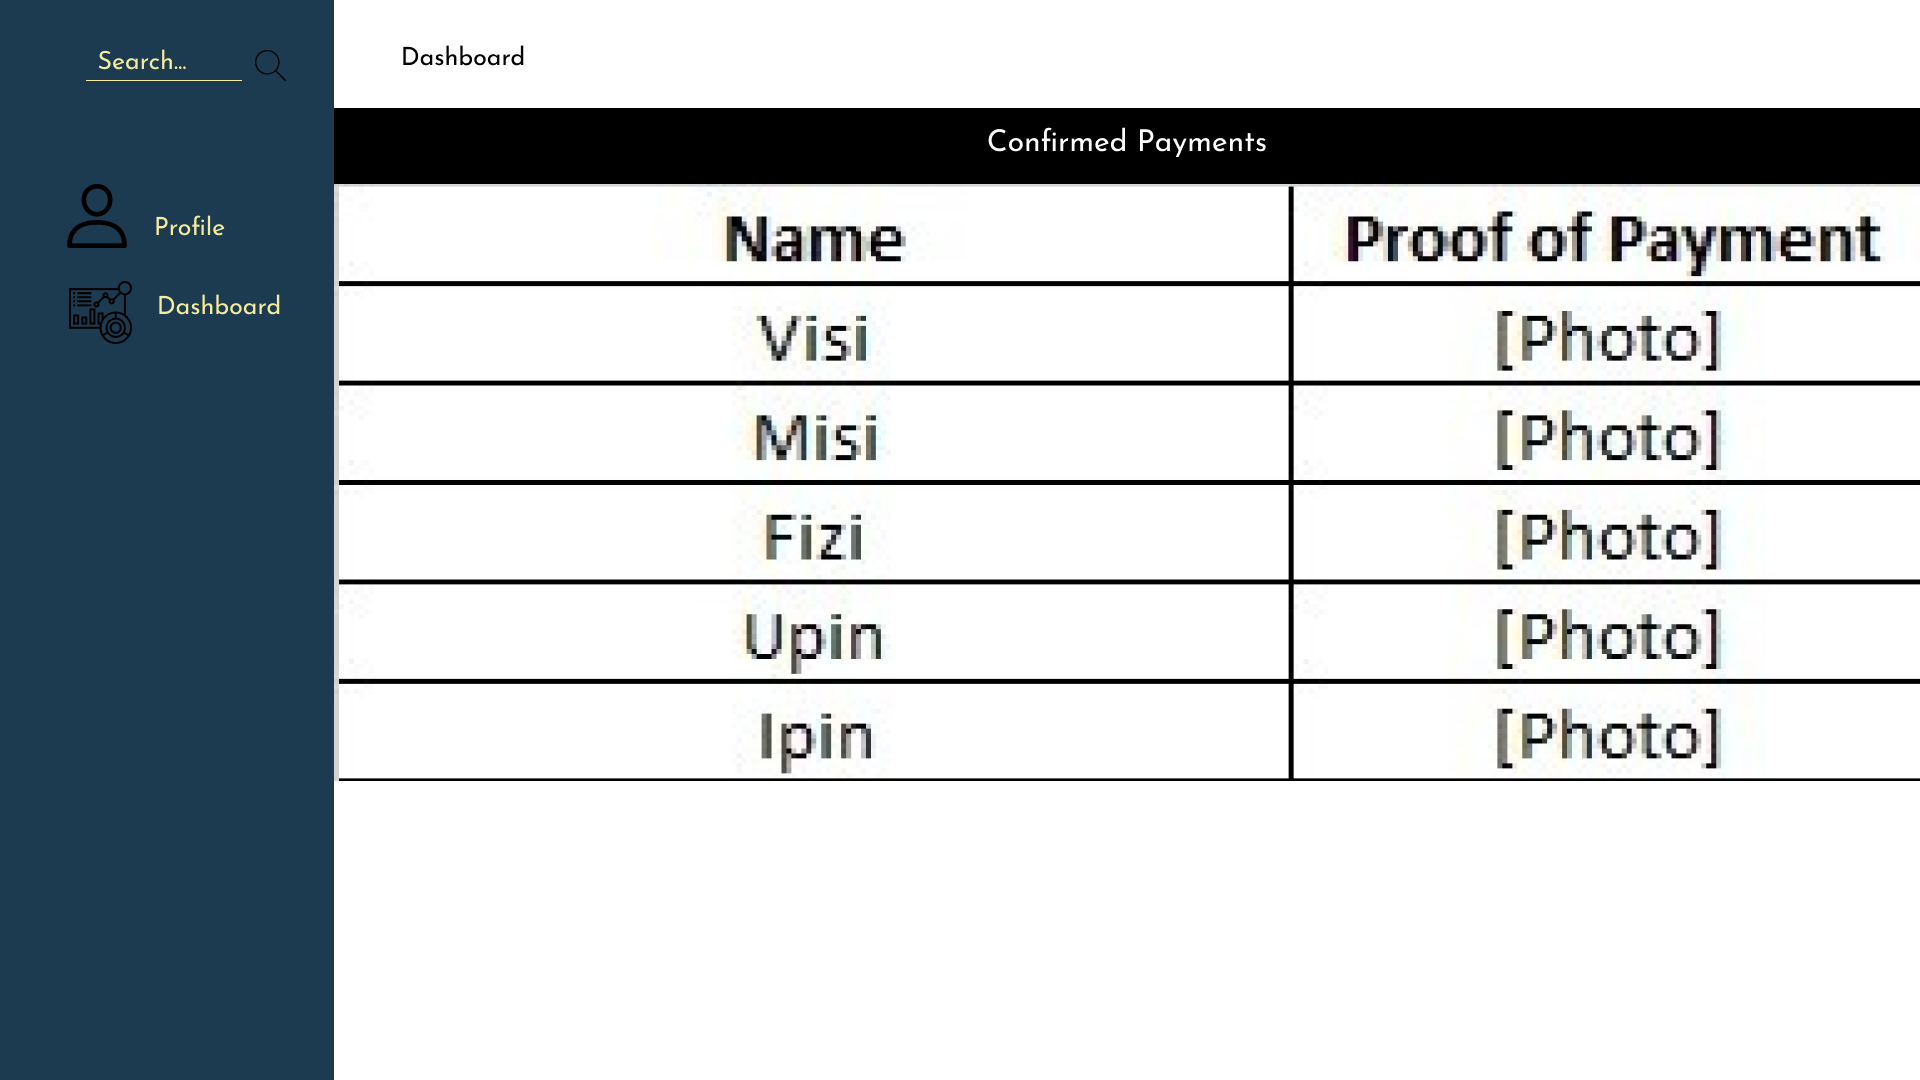 Search...
Profile
Dashboard
Dashboard
Confirmed Payments
Name Proof of Payment
Visi [Photo]
Misi [Photo]
Fizi [Photo]
Upin [Photo]
Ipin [Photo]